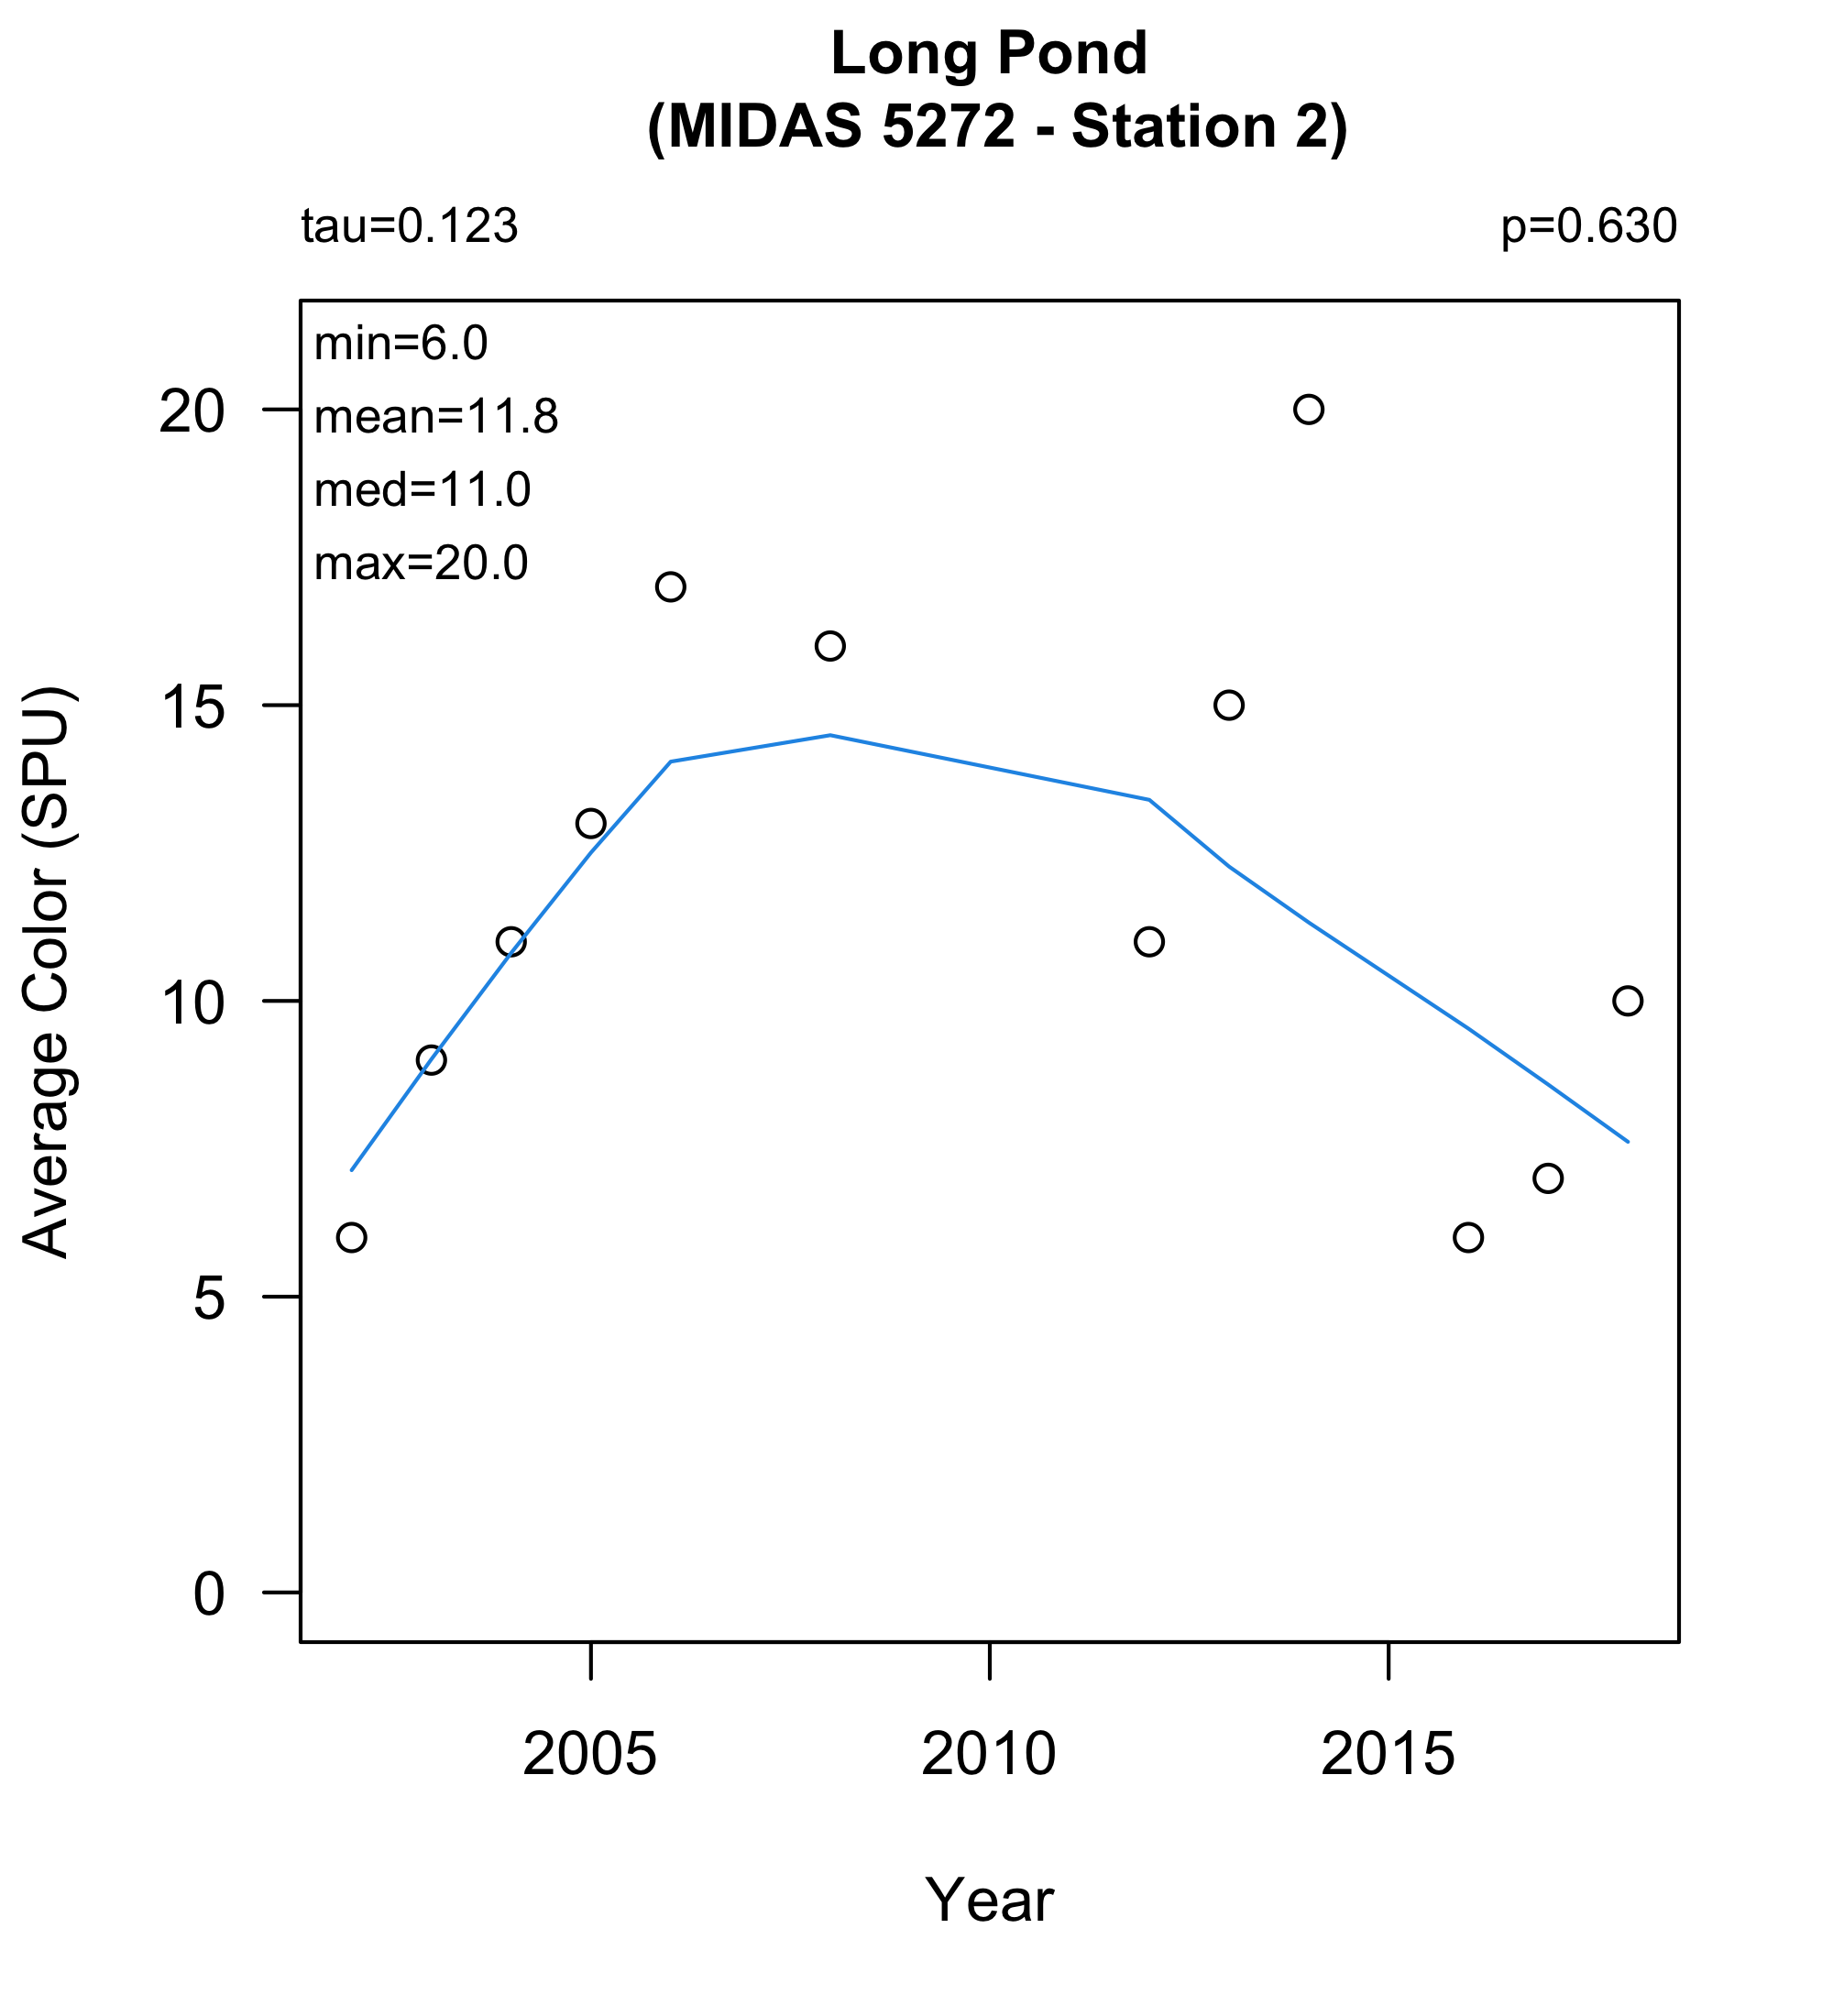 Long Pond
(MIDAS 5272 - Station 2)
tau=0.123
p=0.630
min=6.0
mean=11.8
med=11.0
max=20.0
Average Color (SPU)
20
15
10
5
0
2005
2010
2015
Year